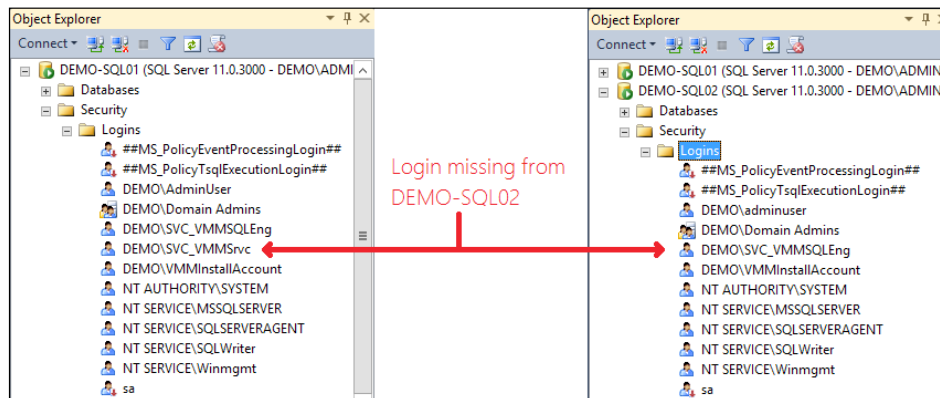 Object Explorer
Connect
DEMO-SQL01 (SQL Server 11.0.3000 - DEMO\ADMI
Databases
Security
Logins
##MS_PolicyEventProcessingLogin##
##MS_PolicyTsqlExecutionLogin##
DEMO\AdminUser
DEMO\Domain Admins
DEMO\SVC_VMMSQLEng
DEMO\SVC_VMMSrvc
DEMO\VMMInstallAccount
NT AUTHORITY\SYSTEM
NT SERVICE\MSSQLSERVER
NT SERVICE\SQLSERVERAGENT
NT SERVICE\SQLWriter
NT SERVICE\Winmgmt
sa
Login missing from
DEMO-SQL02
Object Explorer
Connect
DEMO-SQL01 (SQL Server 11.0.3000 - DEMO\ADMIN
DEMO-SQL02 (SQL Server 11.0.3000 - DEMO\ADMIN
Databases
Security
Logins
##MS_PolicyEventProcessingLogin##
##MS_PolicyTsqlExecutionLogin##
DEMO\adminuser
DEMO\Domain Admins
DEMO\SVC_VMMSQLEng
DEMO\VMMInstallAccount
NT AUTHORITY\SYSTEM
NT SERVICE\MSSQLSERVER
NT SERVICE\SQLSERVERAGENT
NT SERVICE\SQLWriter
NT SERVICE\Winmgmt
sa